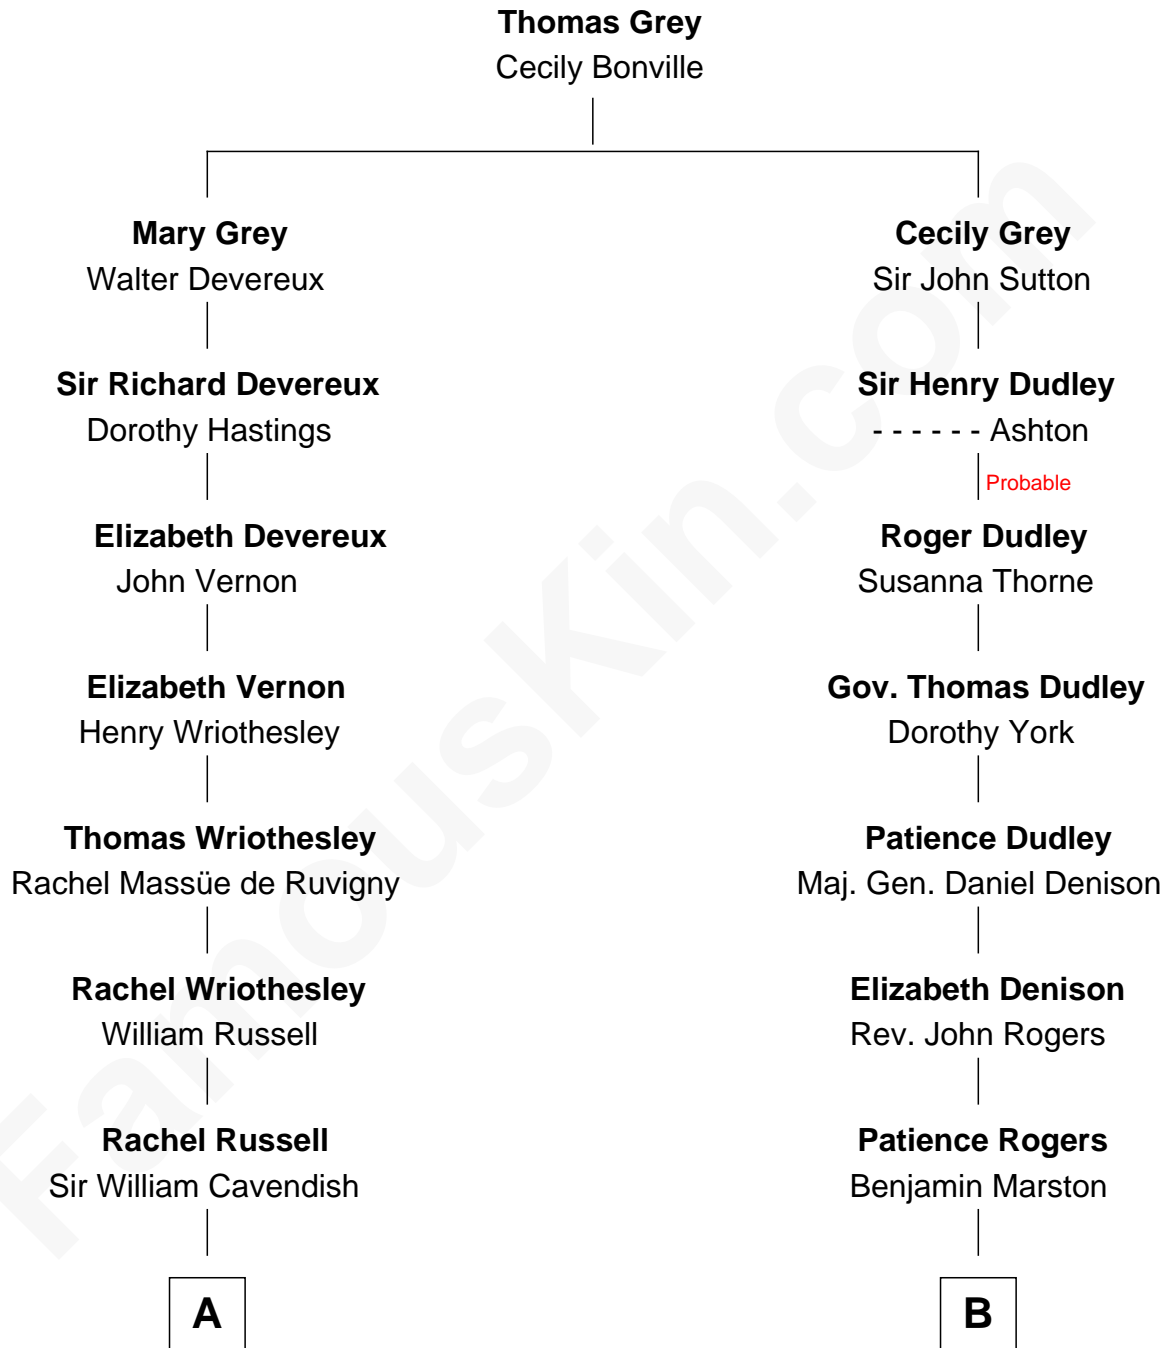 Thomas Grey
Cecily Bonville
Mary Grey
Walter Devereux
Sir Richard Devereux
Dorothy Hastings
Elizabeth Devereux
John Vernon
Elizabeth Vernon
Henry Wriothesley
Thomas Wriothesley
Rachel Massüe de Ruvigny
Rachel Wriothesley
William Russell
Rachel Russell
Sir William Cavendish
A
Cecily Grey
Sir John Sutton
Sir Henry Dudley
- - - - - - Ashton
Probable
Roger Dudley
Susanna Thorne
Gov. Thomas Dudley
Dorothy York
Patience Dudley
Maj. Gen. Daniel Denison
Elizabeth Denison
Rev. John Rogers
Patience Rogers
Benjamin Marston
B
FamousKin.com